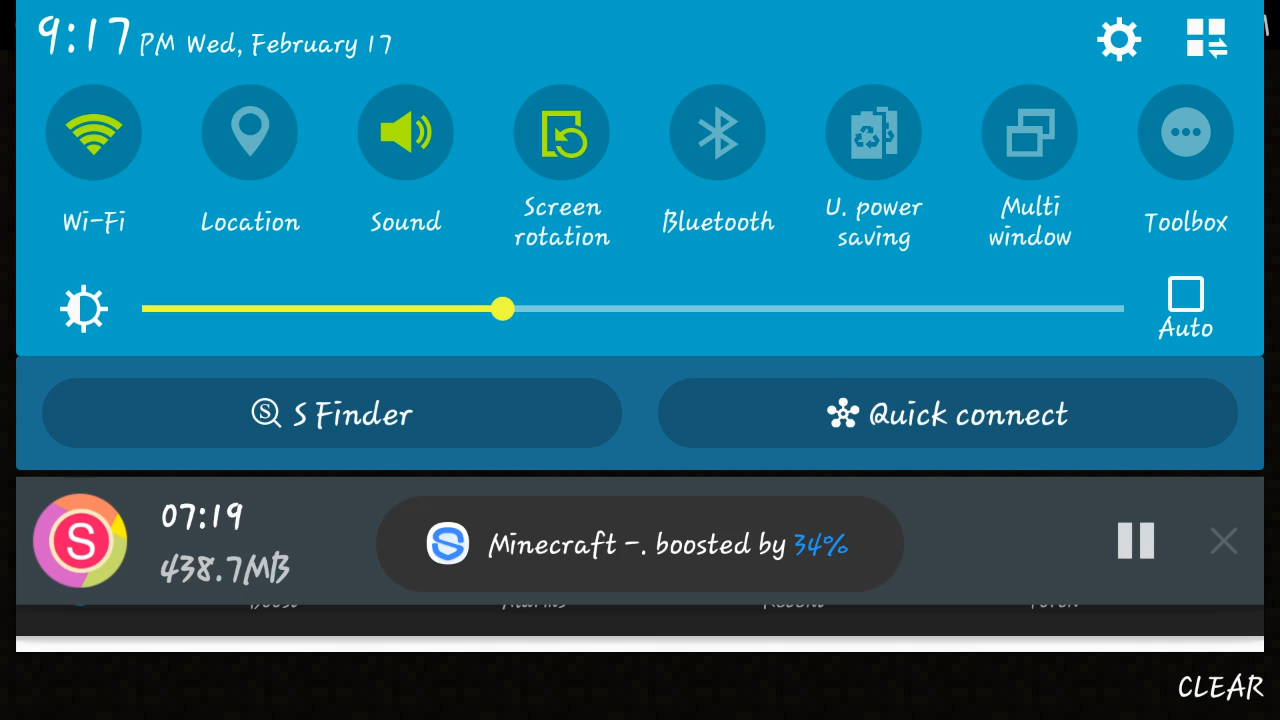 9:17 PM Wed, February 17
Wi-Fi
Location
Sound
Screen
rotation
Bluetooth
U. power
saving
Multi
window
Toolbox
Auto
S Finder
Quick connect
07:19
438.7MB
Minecraft -. boosted by 34%
CLEAR